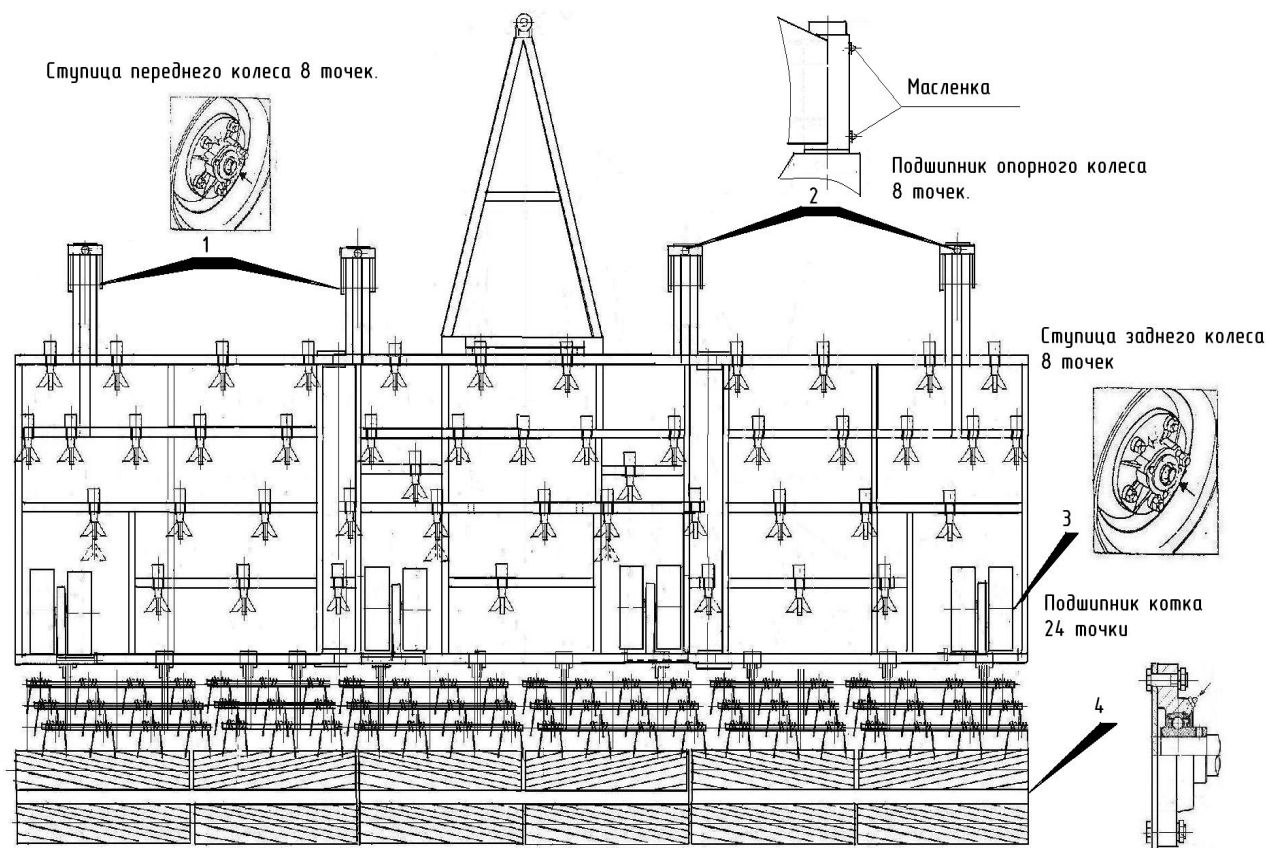 Ступица переднего колеса 8 точек.
Масленка
Подшипник опорного колеса
8 точек.
1
2
Ступица заднего колеса
8 точек
3
Подшипник котка
24 точки
4